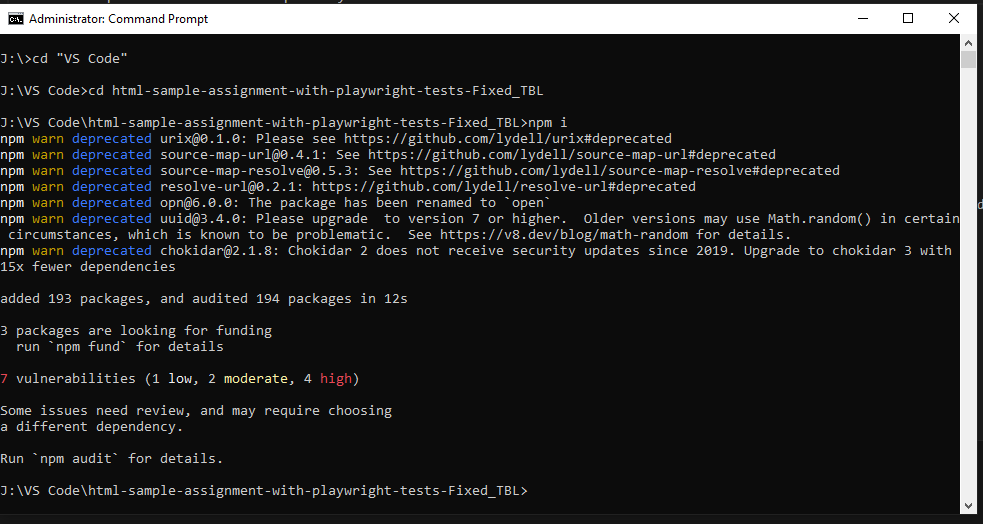 Administrator: Command Prompt
J:\>cd "VS Code"
J:\VS Code>cd html-sample-assignment-with-playwright-tests-Fixed_TBL
J:\VS Code\html-sample-assignment-with-playwright-tests-Fixed_TBL>npm i
npm warn deprecated urix@0.1.0: Please see https://github.com/lydell/urix#deprecated
npm warn deprecated source-map-url@0.4.1: See https://github.com/lydell/source-map-url#deprecated
npm warn deprecated source-map-resolve@0.5.3: See https://github.com/lydell/source-map-resolve#deprecated
npm warn deprecated resolve-url@0.2.1: https://github.com/lydell/resolve-url#deprecated
npm warn deprecated opn@6.0.0: The package has been renamed to `open`
npm warn deprecated uuid@3.4.0: Please upgrade  to version 7 or higher.  Older versions may use Math.random() in certain
 circumstances, which is known to be problematic.  See https://v8.dev/blog/math-random for details.
npm warn deprecated chokidar@2.1.8: Chokidar 2 does not receive security updates since 2019. Upgrade to chokidar 3 with
15x fewer dependencies
added 193 packages, and audited 194 packages in 12s
3 packages are looking for funding
  run `npm fund` for details
7 vulnerabilities (1 low, 2 moderate, 4 high)
Some issues need review, and may require choosing
a different dependency.
Run `npm audit` for details.
J:\VS Code\html-sample-assignment-with-playwright-tests-Fixed_TBL>